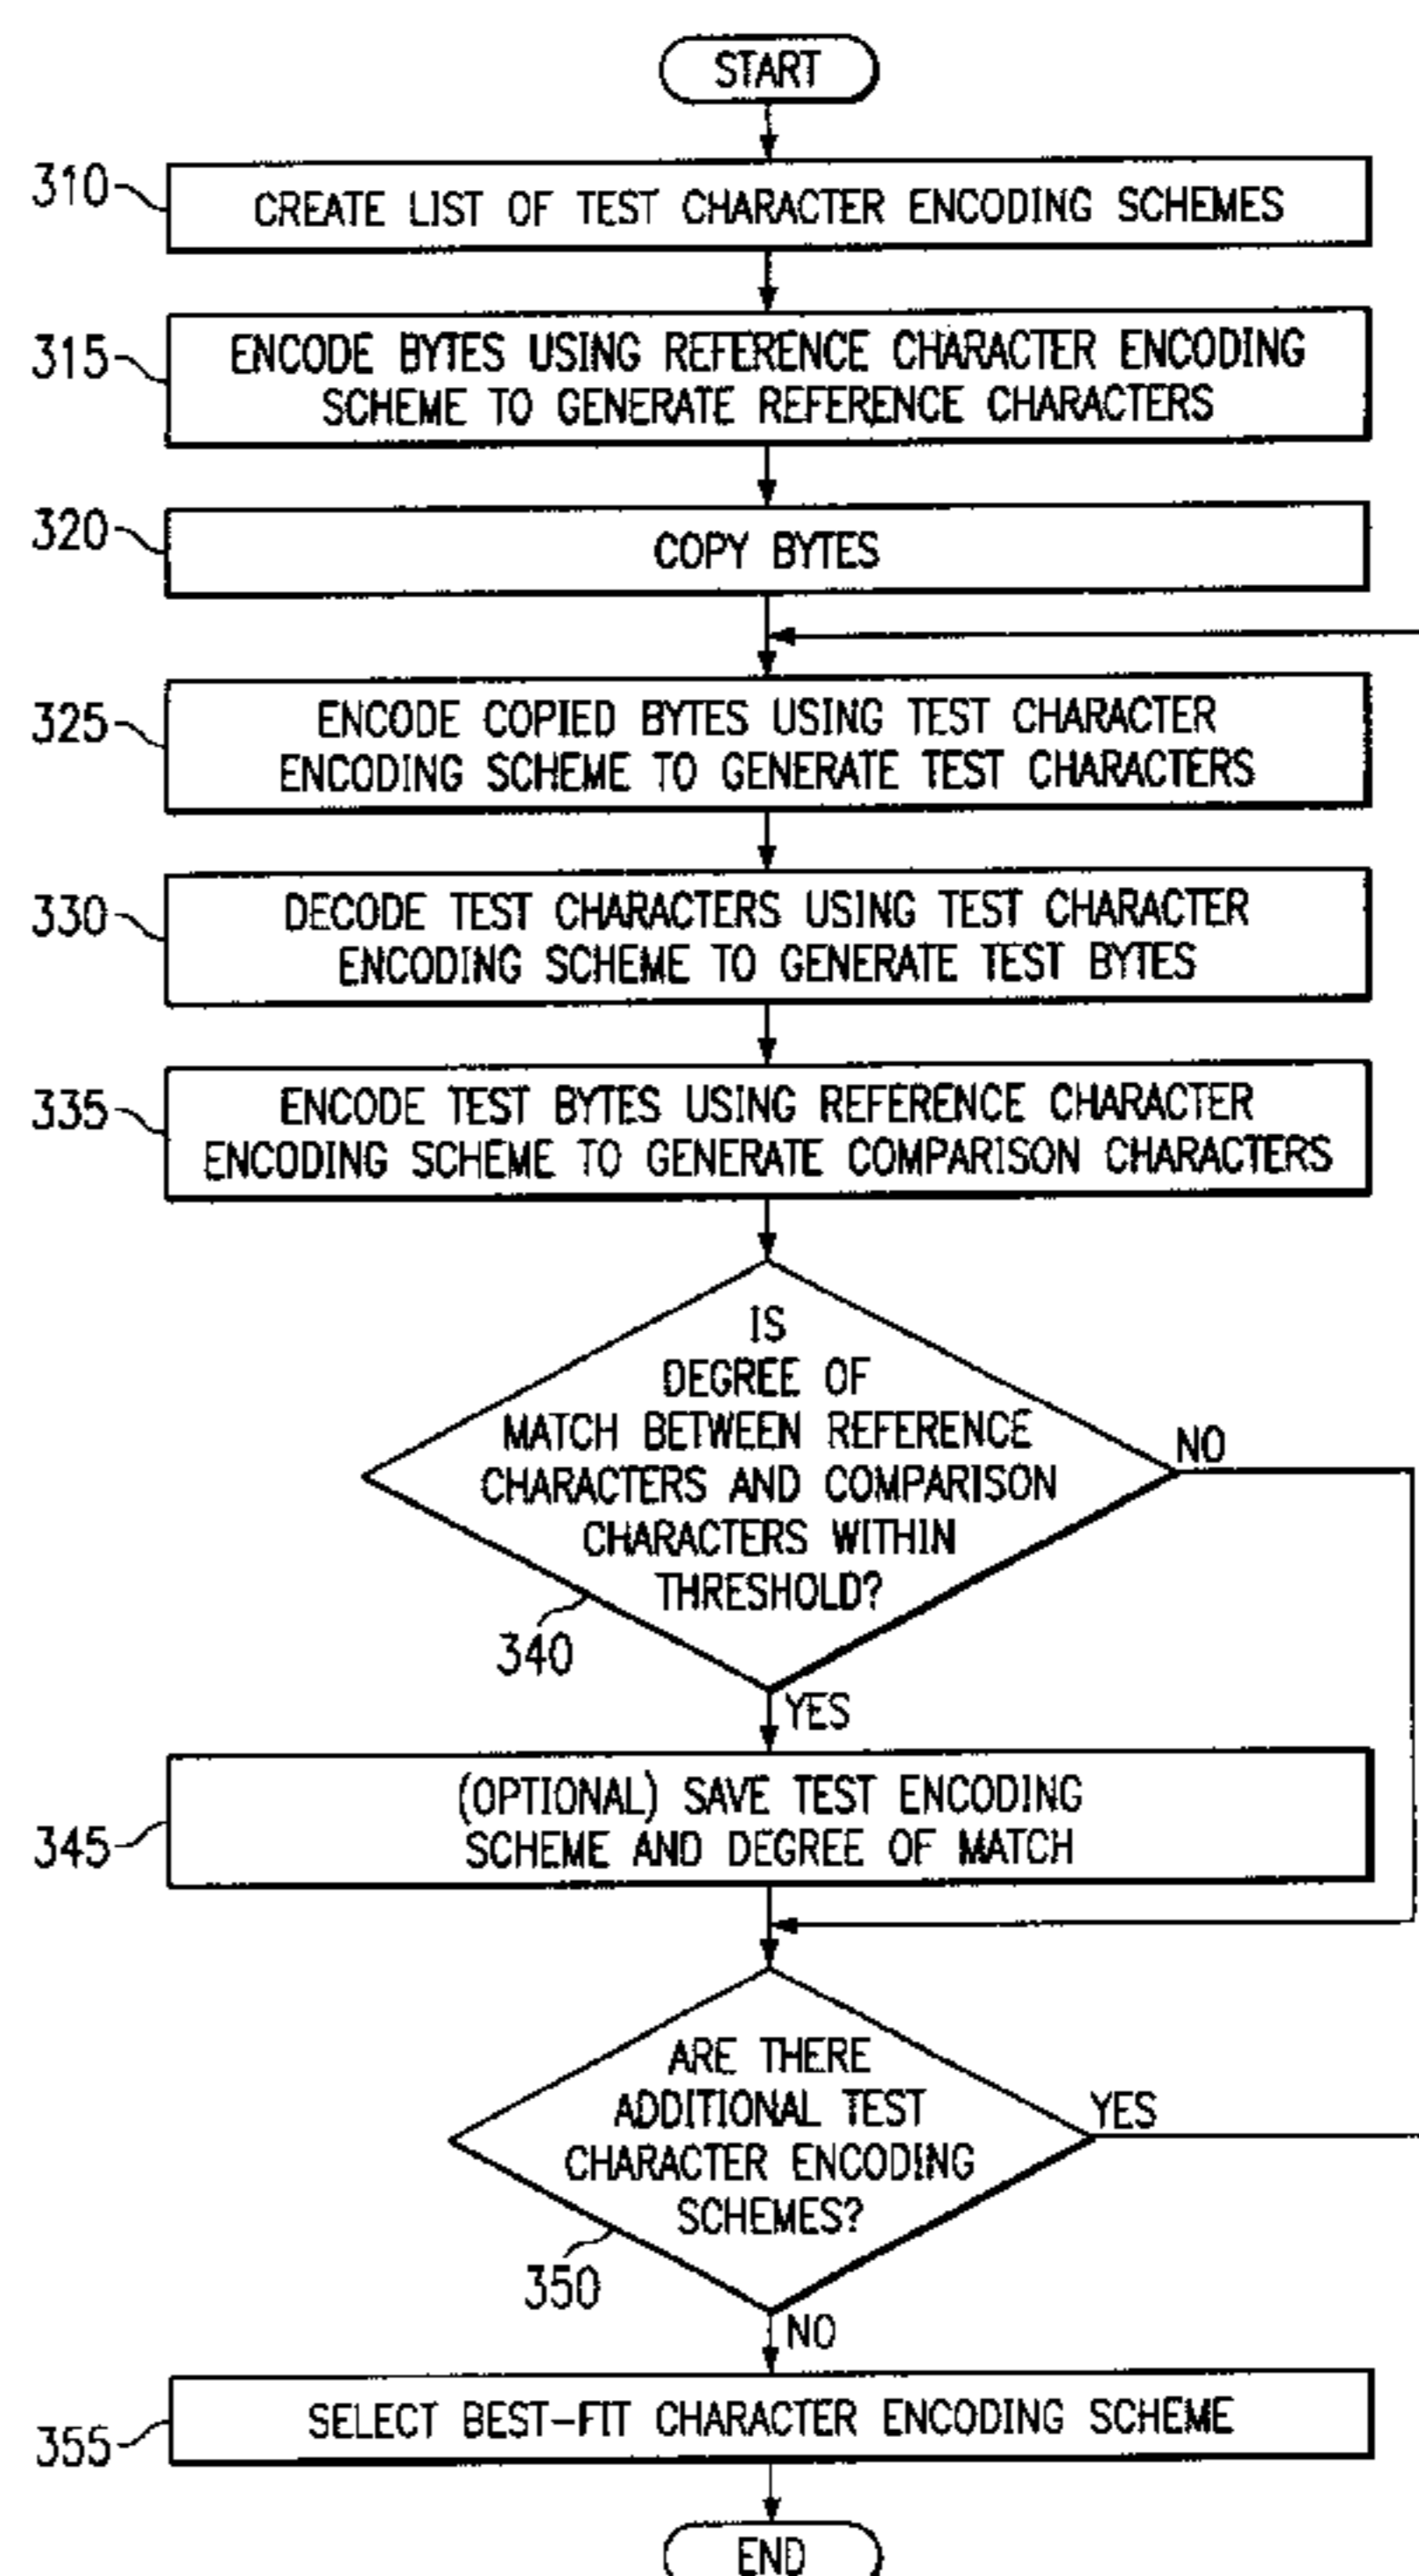 START
310
CREATE LIST OF TEST CHARACTER ENCODING SCHEMES
315
ENCODE BYTES USING REFERENCE CHARACTER ENCODING
SCHEME TO GENERATE REFERENCE CHARACTERS
320
COPY BYTES
325
ENCODE COPIED BYTES USING TEST CHARACTER
ENCODING SCHEME TO GENERATE TEST CHARACTERS
330
DECODE TEST CHARACTERS USING TEST CHARACTER
ENCODING SCHEME TO GENERATE TEST BYTES
335
ENCODE TEST BYTES USING REFERENCE CHARACTER
ENCODING SCHEME TO GENERATE COMPARISON CHARACTERS
IS
DEGREE OF
MATCH BETWEEN REFERENCE
CHARACTERS AND COMPARISON
CHARACTERS WITHIN
THRESHOLD?
NO
340
YES
345
(OPTIONAL) SAVE TEST ENCODING
SCHEME AND DEGREE OF MATCH
ARE THERE
ADDITIONAL TEST
CHARACTER ENCODING
SCHEMES?
YES
350
NO
355
SELECT BEST-FIT CHARACTER ENCODING SCHEME
END